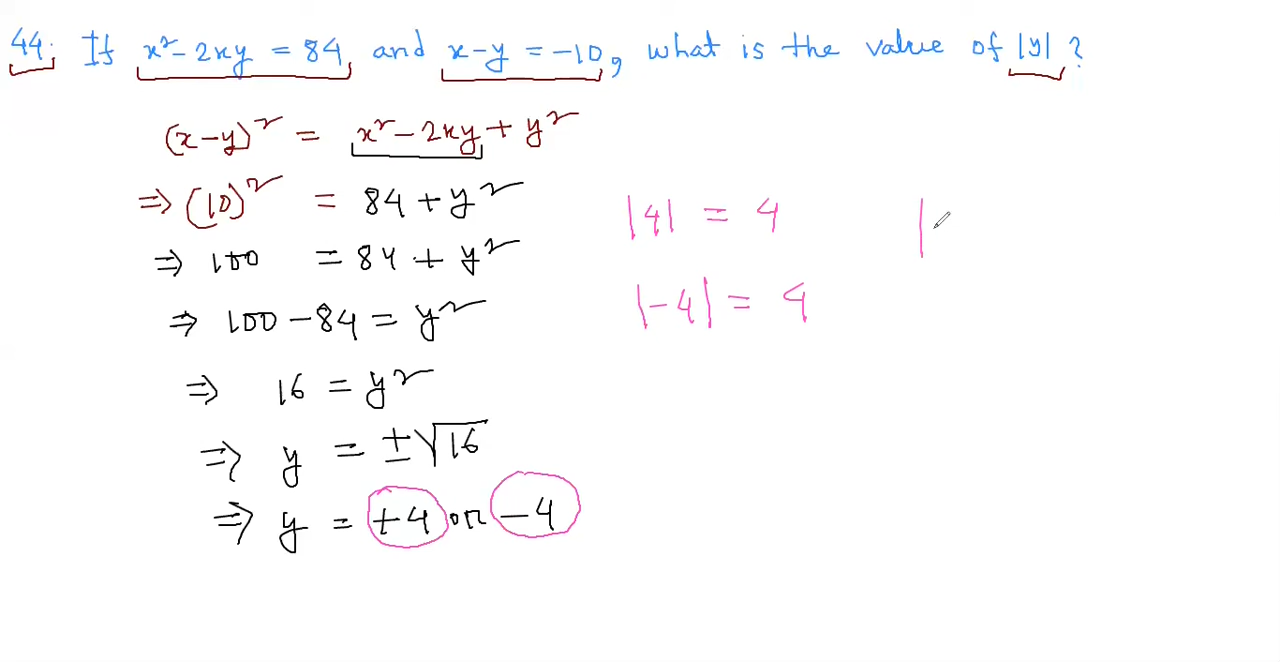 44. If x² - 2xy = 84 and x - y = -10, what is the value of |y| ?
(x-y)² = x² - 2xy + y²
⇒ (10)² = 84 + y²
⇒ 100 = 84 + y²
⇒ 100 - 84 = y²
⇒ 16 = y²
⇒ y = ±√16
⇒ y = +4 or -4
|4| = 4
|-4| = 4
|